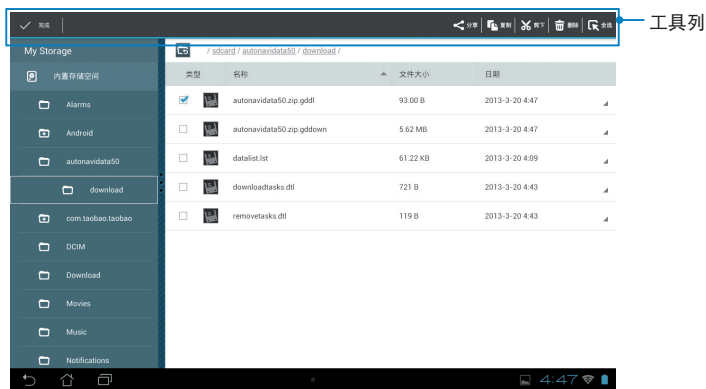 完成 分享 复制 剪下 删除 全选
工具列
My Storage
/ sdcard / autonavidata50 / download /
内置存储空间
类型 名称 文件大小 日期
Alarms
autonavidata50.zip.gddl 93.00 B 2013-3-20 4:47
Android
autonavidata50.zip.gddown 5.62 MB 2013-3-20 4:47
autonavidata50
datalist.lst 61.22 KB 2013-3-20 4:09
download
downloadtasks.dtl 721 B 2013-3-20 4:43
com.taobao.taobao
removetasks.dtl 119 B 2013-3-20 4:43
DCIM
Download
Movies
Music
Notifications
4:47